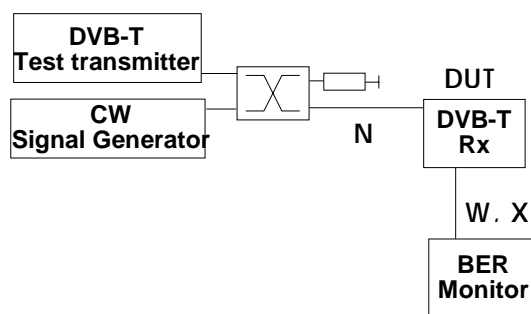 DVB-T
Test transmitter
CW
Signal Generator
DUT
N
DVB-T
Rx
W. X
BER
Monitor